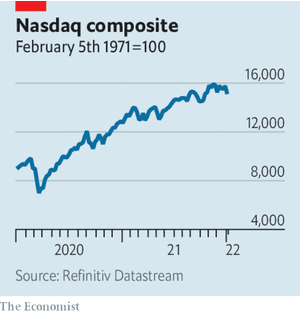 Nasdaq composite
February 5th 1971=100
16,000
12,000
8,000
4,000
2020 21 22
Source: Refinitiv Datastream
The Economist